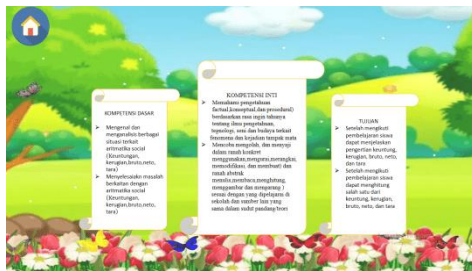 KOMPETENSI DASAR
➤ Mengenal dan
menganalisis berbagai
situasi terkait
aritmatika social
(Keuntungan,
kerugian,bruto,neto,
tara)
➤ Menyelesaikn masalah
berkaitan dengan
aritmatika social
(Keuntungan,
kerugian,bruto,neto,
tara)
KOMPETENSI INTI
➤ Memahami pengetahuan
factual,konseptual,dan prosedural)
berdasarkan rasa ingin tahunya
tentang ilmu pengetahuan,
teknologi, seni dan budaya terkait
fenomena dan kejadian tampak mata
➤ Mencoba mengolah, dan menyaji
dalam ranah konkret
menggunakan,mengurai,merangkai,
memodifikasi, dan membuat) dan
ranah abstrak
menulis,membaca,menghitung,
menggambar dan mengarang )
sesuai dengan yang dipelajari di
sekolah dan sumber lain yang
sama dalam sudut pandang/teori
TUJUAN
➤ Setelah mengikuti
pembelajaran siswa
dapat menjelaskan
pengertian keuntung,
kerugian, bruto, neto,
dan tara
➤ Setelah mengikuti
pembelajaran siswa
dapat menghitung
salah satu dari
keuntung, kerugian,
bruto, neto, dan tara